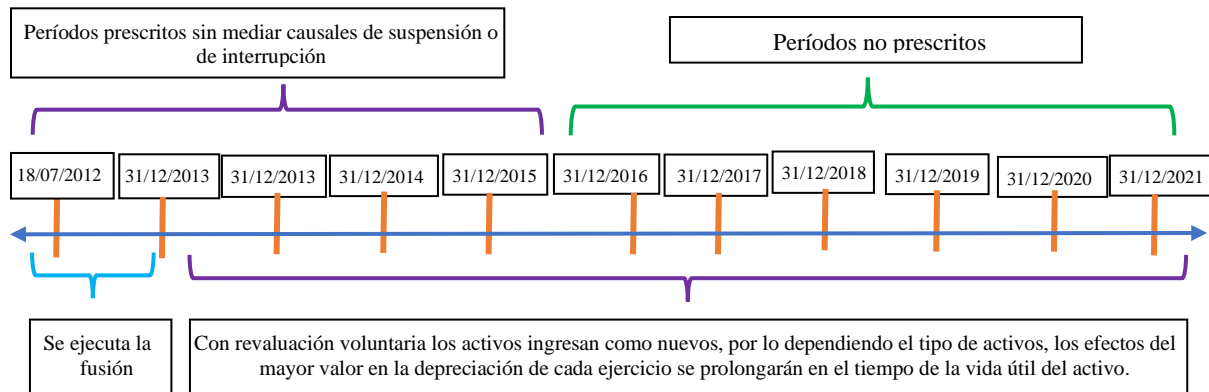 Períodos prescritos sin mediar causales de suspensión o
de interrupción
Períodos no prescritos
18/07/2012
31/12/2013
31/12/2013
31/12/2014
31/12/2015
31/12/2016
31/12/2017
31/12/2018
31/12/2019
31/12/2020
31/12/2021
Se ejecuta la
fusión
Con revaluación voluntaria los activos ingresan como nuevos, por lo dependiendo el tipo de activos, los efectos del
mayor valor en la depreciación de cada ejercicio se prolongarán en el tiempo de la vida útil del activo.